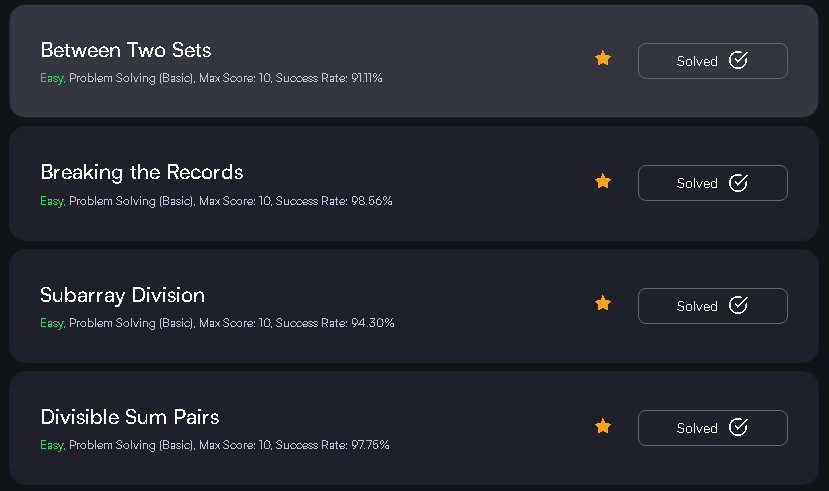 Between Two Sets
Easy, Problem Solving (Basic), Max Score: 10, Success Rate: 91.11%
Solved
Breaking the Records
Easy, Problem Solving (Basic), Max Score: 10, Success Rate: 98.56%
Solved
Subarray Division
Easy, Problem Solving (Basic), Max Score: 10, Success Rate: 94.30%
Solved
Divisible Sum Pairs
Easy, Problem Solving (Basic), Max Score: 10, Success Rate: 97.75%
Solved